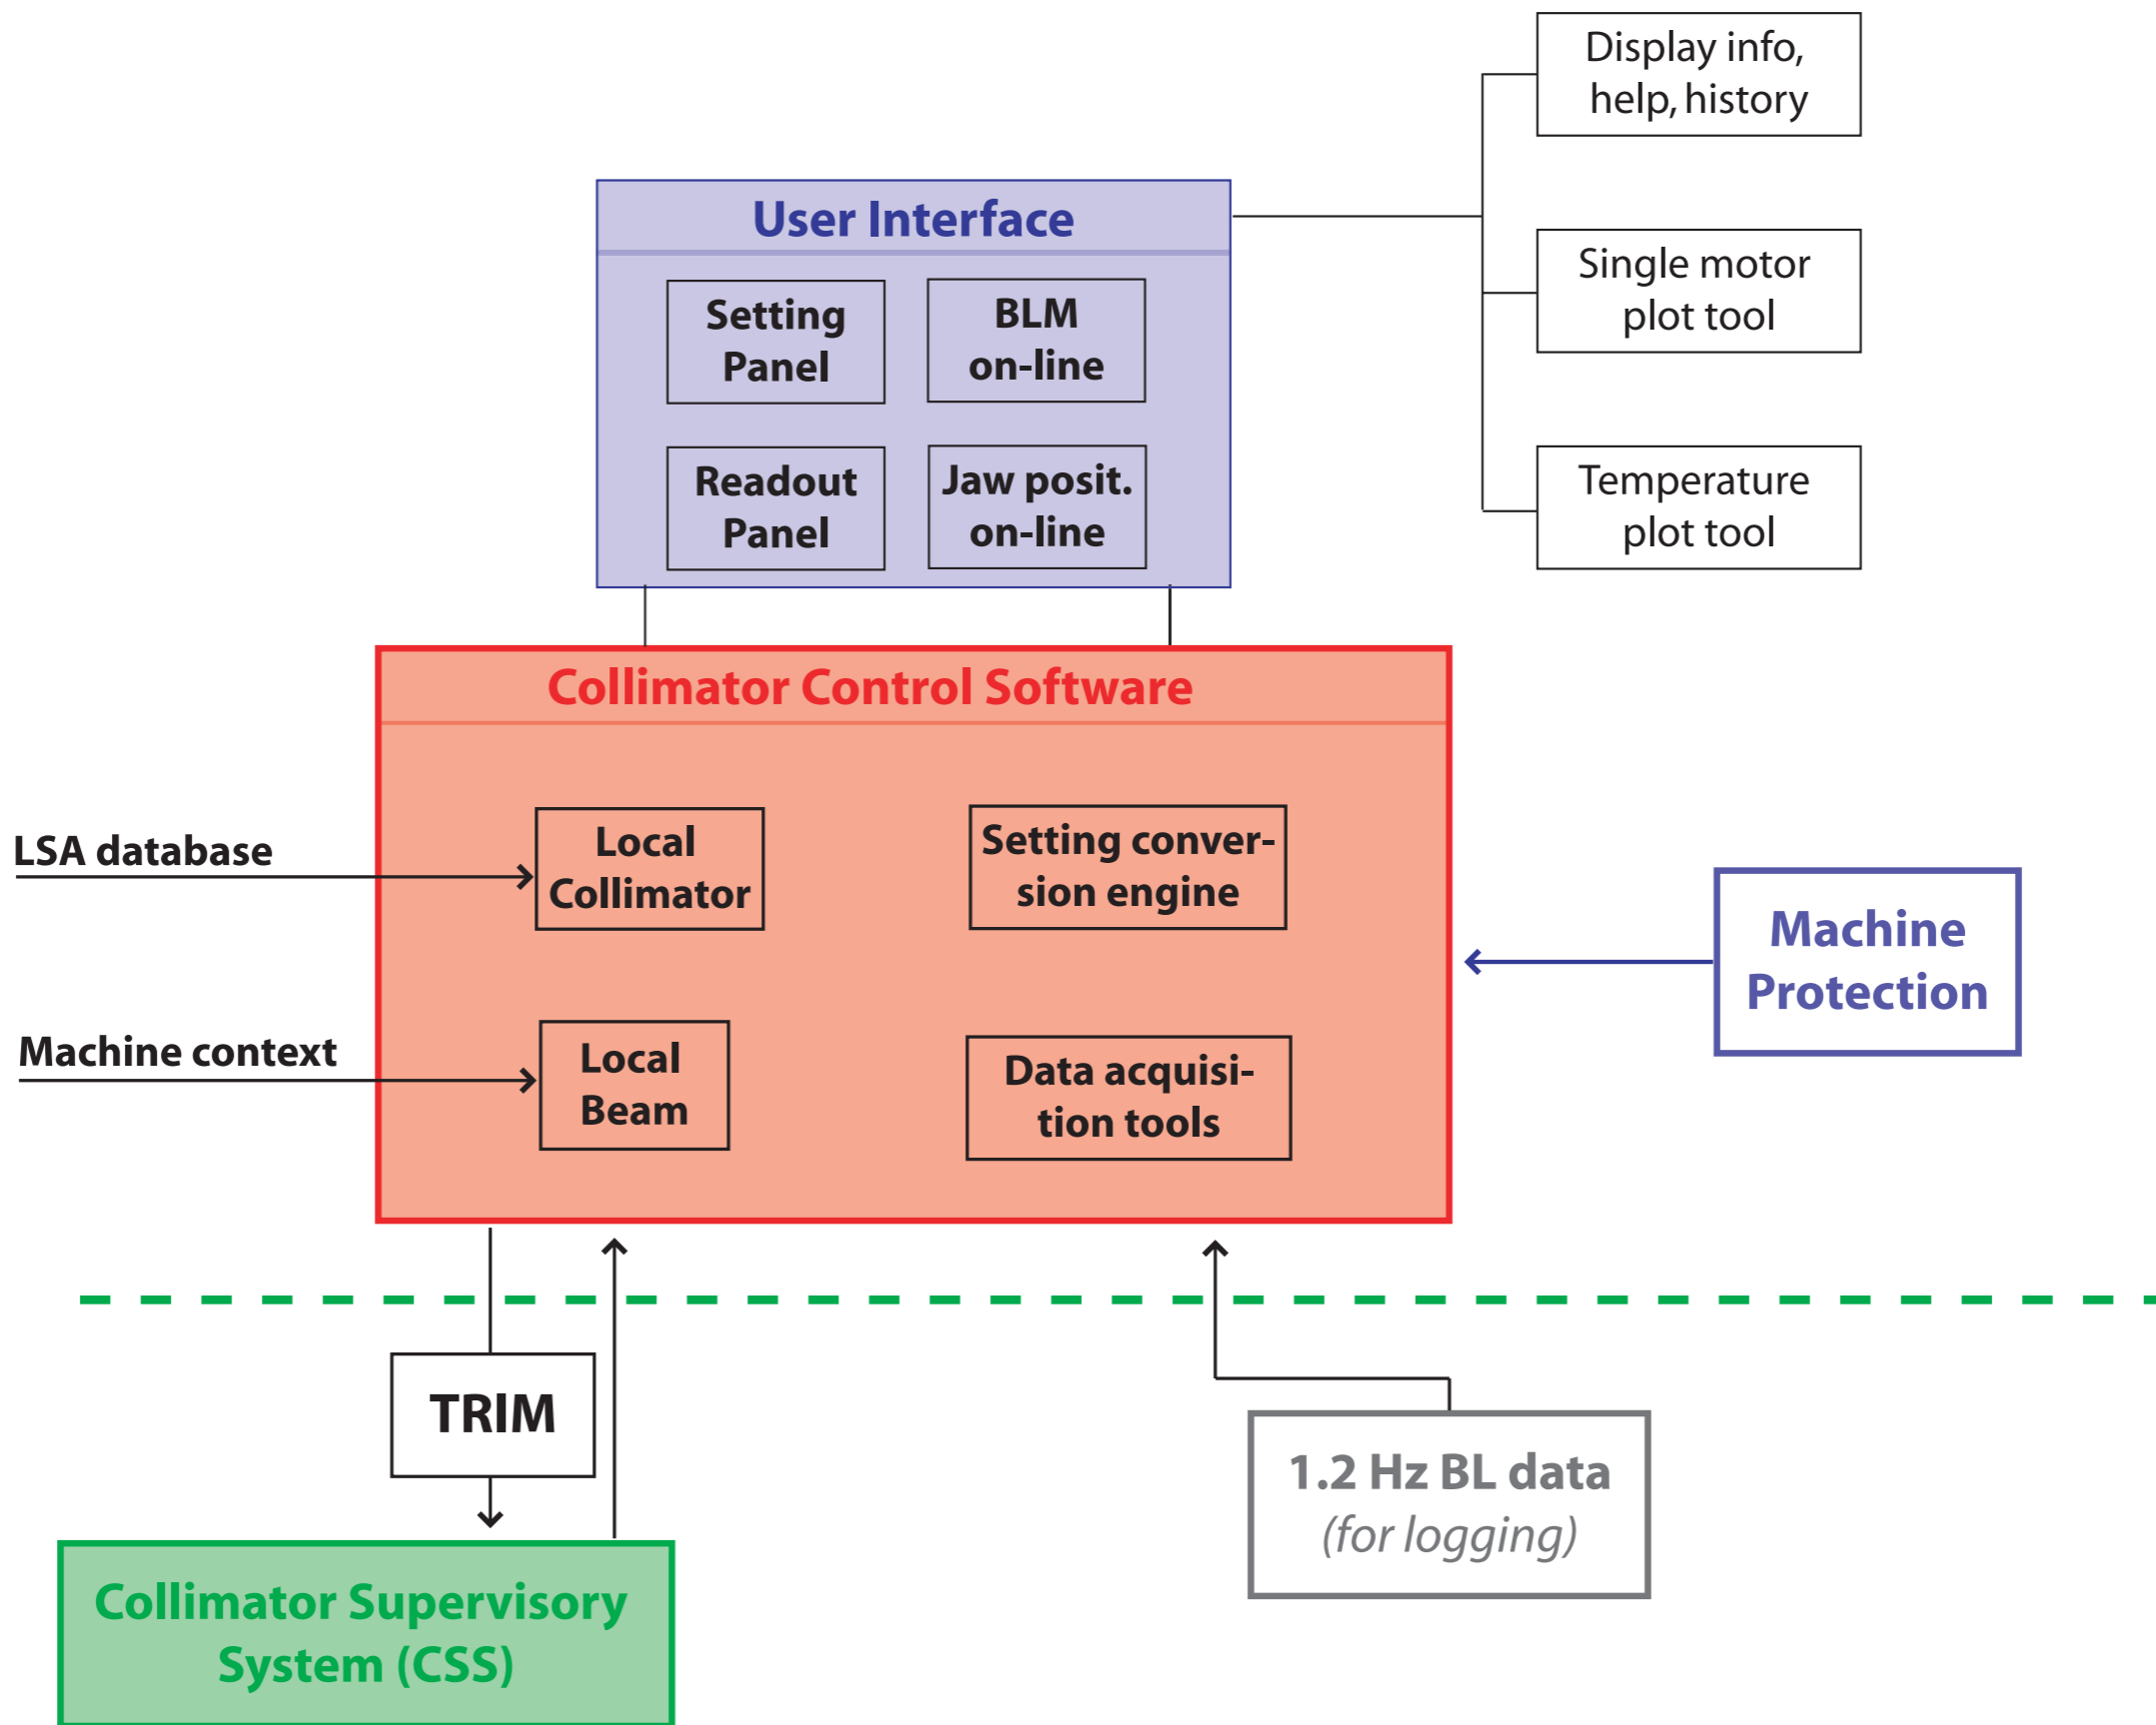 Display info,
help, history
User Interface
Setting
Panel
BLM
on-line
Single motor
plot tool
Readout
Panel
Jaw posit.
on-line
Temperature
plot tool
Collimator Control Software
LSA database
Local
Collimator
Setting conver-
sion engine
Machine
Protection
Machine context
Local
Beam
Data acquisi-
tion tools
TRIM
1.2 Hz BL data
(for logging)
Collimator Supervisory
System (CSS)